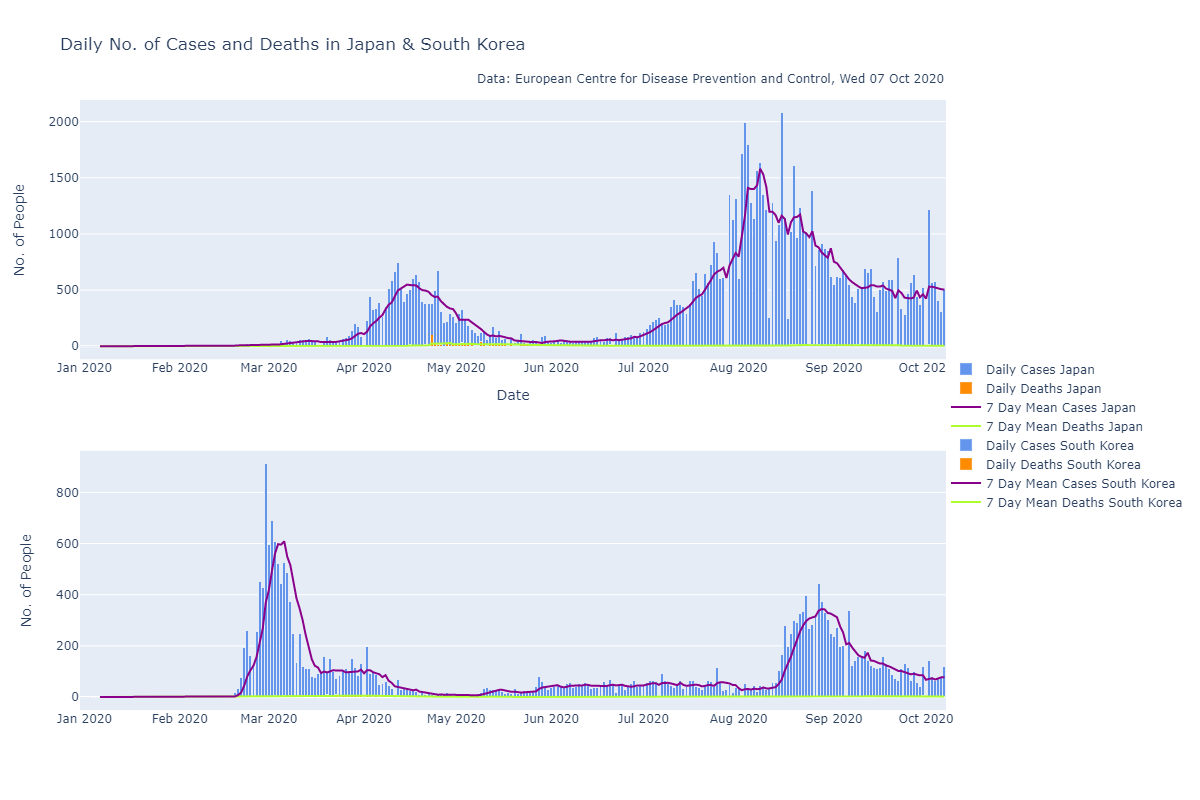 Daily No. of Cases and Deaths in Japan & South Korea
Data: European Centre for Disease Prevention and Control, Wed 07 Oct 2020
No. of People
2000
1500
1000
500
0
Jan 2020 Feb 2020 Mar 2020 Apr 2020 May 2020 Jun 2020 Jul 2020 Aug 2020 Sep 2020 Oct 202
Date
Daily Cases Japan
Daily Deaths Japan
7 Day Mean Cases Japan
7 Day Mean Deaths Japan
Daily Cases South Korea
Daily Deaths South Korea
7 Day Mean Cases South Korea
7 Day Mean Deaths South Korea
No. of People
800
600
400
200
0
Jan 2020 Feb 2020 Mar 2020 Apr 2020 May 2020 Jun 2020 Jul 2020 Aug 2020 Sep 2020 Oct 2020